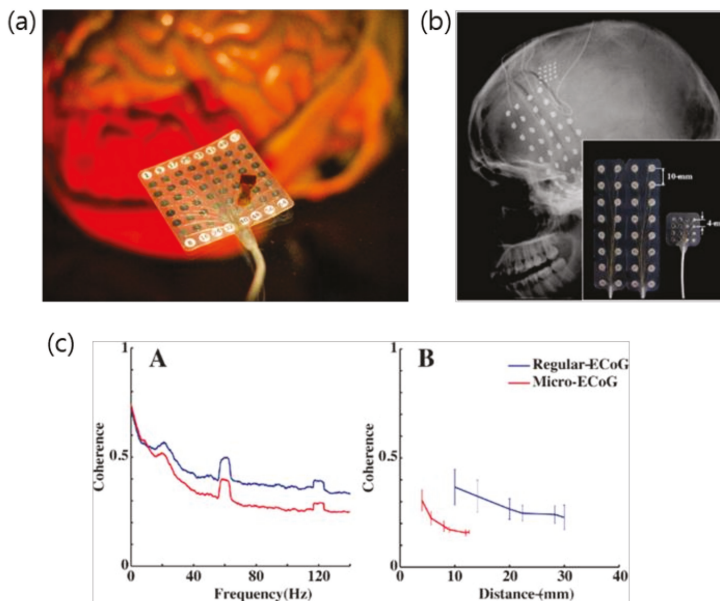 (a)
(b)
10-mm
(c)
A
1
0.5
0
Coherence
0
40
80
120
Frequency(Hz)
B
Regular-ECoG
Micro-ECoG
1
0.5
0
Coherence
0
10
20
30
40
Distance-(mm)